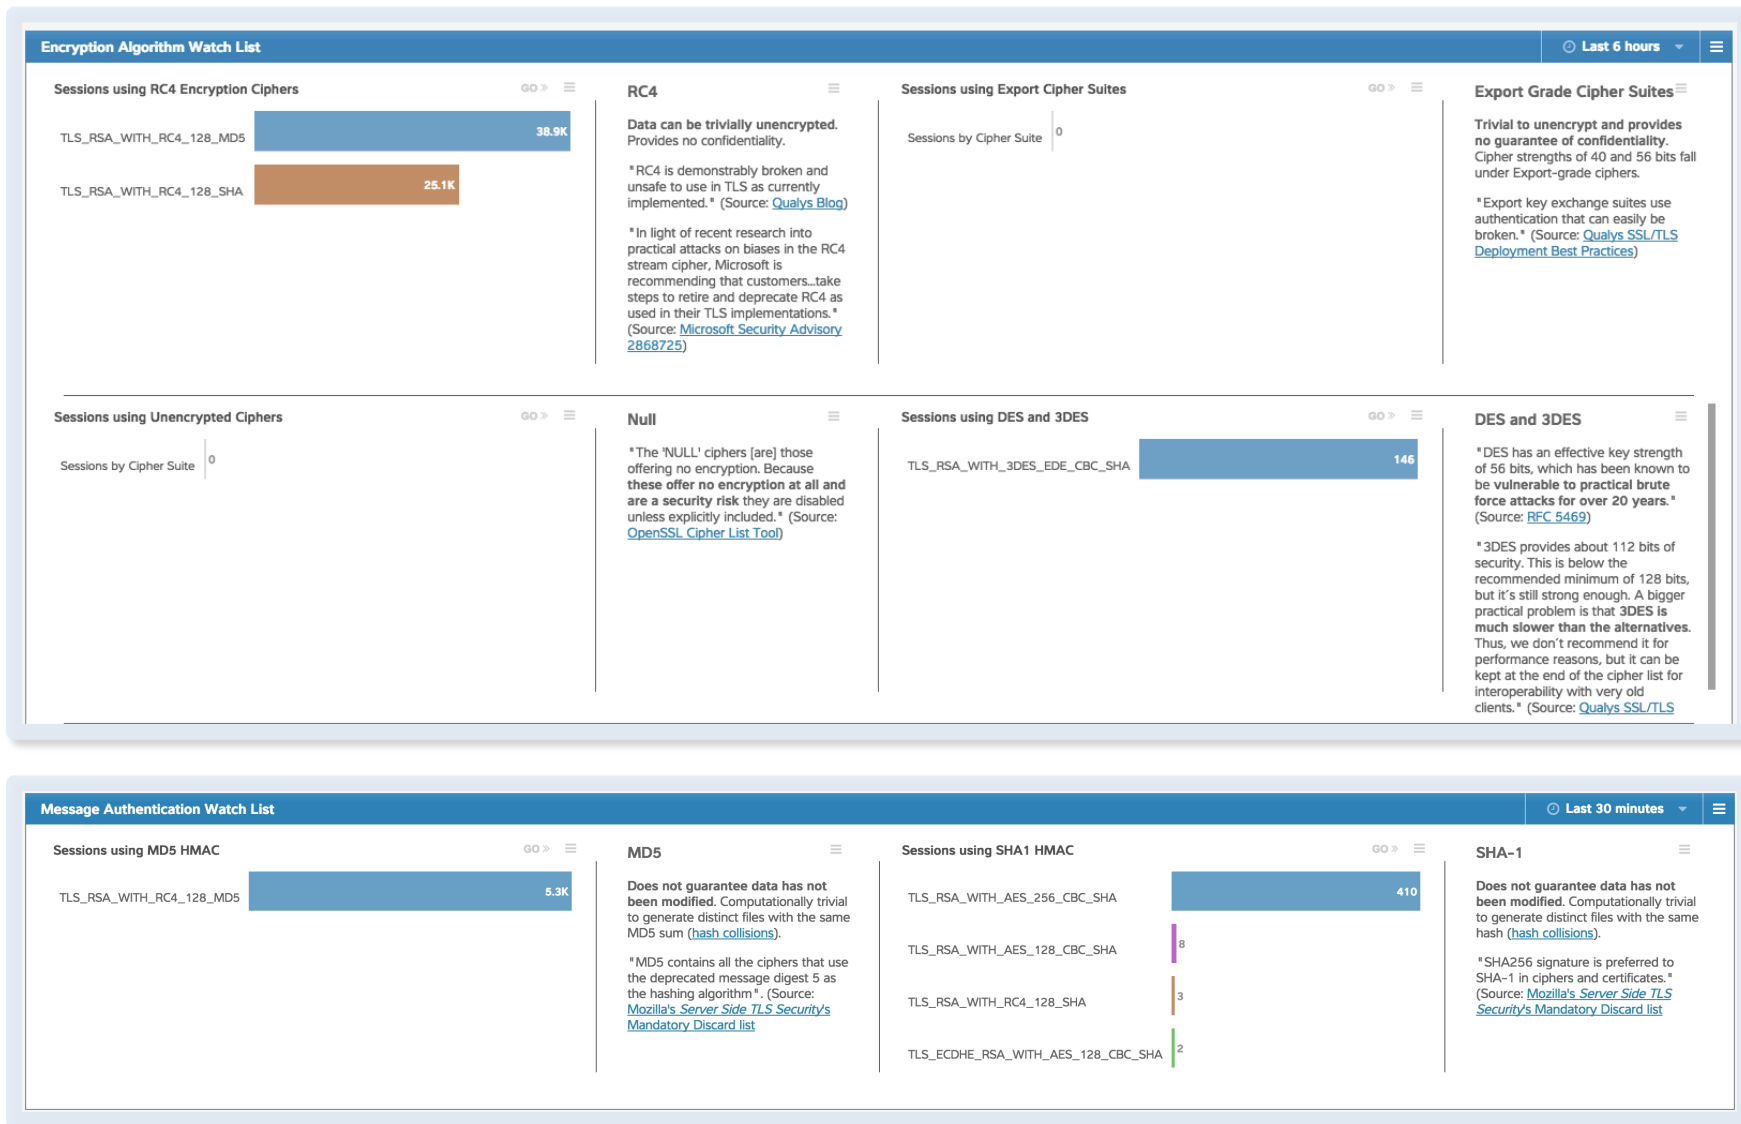 Encryption Algorithm Watch List
Last 6 hours
Sessions using RC4 Encryption Ciphers
GO »
TLS_RSA_WITH_RC4_128_MD5
38.9K
TLS_RSA_WITH_RC4_128_SHA
25.1K
RC4
Data can be trivially unencrypted.
Provides no confidentiality.
"RC4 is demonstrably broken and
unsafe to use in TLS as currently
implemented." (Source: Qualys Blog)
"In light of recent research into
practical attacks on biases in the RC4
stream cipher, Microsoft is
recommending that customers...take
steps to retire and deprecate RC4 as
used in their TLS implementations."
(Source: Microsoft Security Advisory
2868725)
Sessions using Export Cipher Suites
GO »
Sessions by Cipher Suite
0
Export Grade Cipher Suites
Trivial to unencrypt and provides
no guarantee of confidentiality.
Cipher strengths of 40 and 56 bits fall
under Export-grade ciphers.
"Export key exchange suites use
authentication that can easily be
broken." (Source: Qualys SSL/TLS
Deployment Best Practices)
Sessions using Unencrypted Ciphers
GO »
Sessions by Cipher Suite
0
Null
"The 'NULL' ciphers [are] those
offering no encryption. Because
these offer no encryption at all and
are a security risk they are disabled
unless explicitly included." (Source:
OpenSSL Cipher List Tool)
Sessions using DES and 3DES
GO »
TLS_RSA_WITH_3DES_EDE_CBC_SHA
146
DES and 3DES
"DES has an effective key strength
of 56 bits, which has been known to
be vulnerable to practical brute
force attacks for over 20 years."
(Source: RFC 5469)
"3DES provides about 112 bits of
security. This is below the
recommended minimum of 128 bits,
but it's still strong enough. A bigger
practical problem is that 3DES is
much slower than the alternatives.
Thus, we don't recommend it for
performance reasons, but it can be
kept at the end of the cipher list for
interoperability with very old
clients." (Source: Qualys SSL/TLS
Message Authentication Watch List
Last 30 minutes
Sessions using MD5 HMAC
GO »
TLS_RSA_WITH_RC4_128_MD5
5.3K
MD5
Does not guarantee data has not
been modified. Computationally trivial
to generate distinct files with the same
MD5 sum (hash collisions).
"MD5 contains all the ciphers that use
the deprecated message digest 5 as
the hashing algorithm". (Source:
Mozilla's Server Side TLS Security's
Mandatory Discard list
Sessions using SHA1 HMAC
GO »
TLS_RSA_WITH_AES_256_CBC_SHA
410
TLS_RSA_WITH_AES_128_CBC_SHA
8
TLS_RSA_WITH_RC4_128_SHA
3
TLS_ECDHE_RSA_WITH_AES_128_CBC_SHA
2
SHA-1
Does not guarantee data has not
been modified. Computationally trivial
to generate distinct files with the same
hash (hash collisions).
"SHA256 signature is preferred to
SHA-1 in ciphers and certificates."
(Source: Mozilla's Server Side TLS
Security's Mandatory Discard list